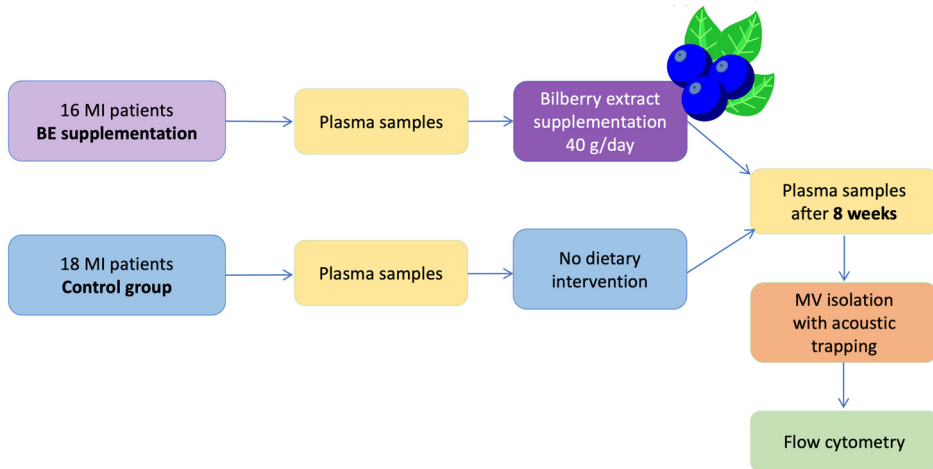 16 MI patients
BE supplementation
Plasma samples
Bilberry extract
supplementation
40 g/day
18 MI patients
Control group
Plasma samples
No dietary
intervention
Plasma samples
after 8 weeks
MV isolation
with acoustic
trapping
Flow cytometry